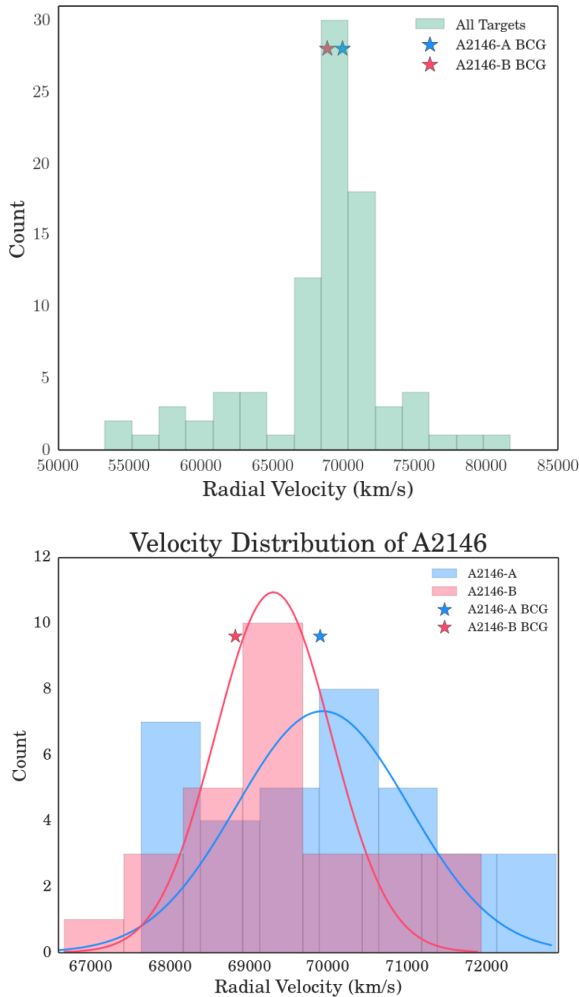 30
25
20
15
10
5
0
Count
All Targets
A2146-A BCG
A2146-B BCG
50000 55000 60000 65000 70000 75000 80000 85000
Radial Velocity (km/s)
Velocity Distribution of A2146
12
10
8
6
4
2
0
Count
A2146-A
A2146-B
A2146-A BCG
A2146-B BCG
67000 68000 69000 70000 71000 72000
Radial Velocity (km/s)